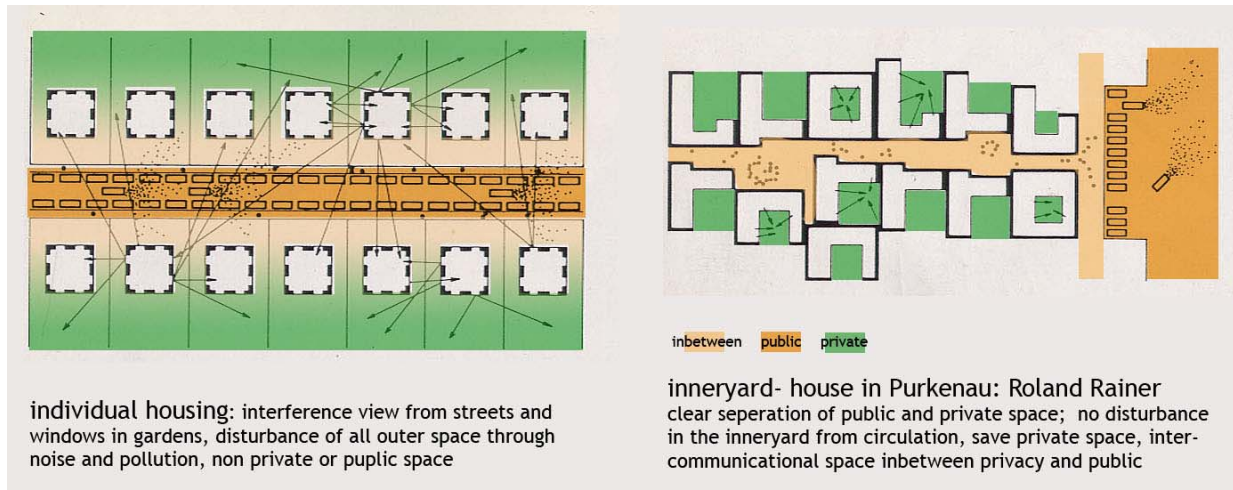 individual housing: interference view from streets and
windows in gardens, disturbance of all outer space through
noise and pollution, non private or puplic space
inbetween public private
inneryard- house in Purkenau: Roland Rainer
clear seperation of public and private space; no disturbance
in the inneryard from circulation, save private space, inter-
communicational space inbetween privacy and public